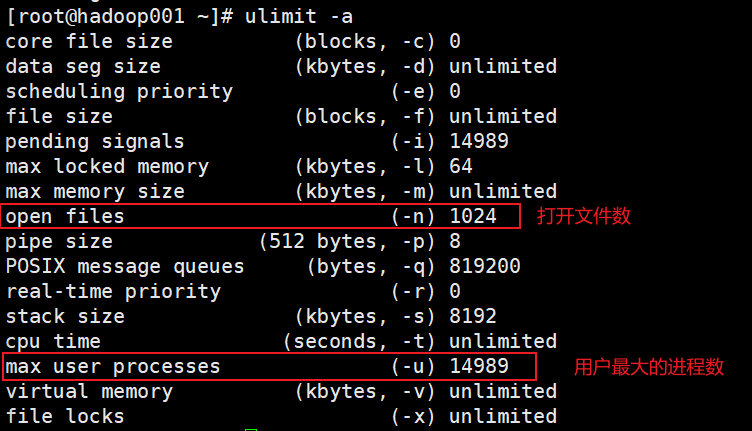 [root@hadoop001 ~]# ulimit -a
core file size          (blocks, -c) 0
data seg size           (kbytes, -d) unlimited
scheduling priority             (-e) 0
file size               (blocks, -f) unlimited
pending signals                 (-i) 14989
max locked memory       (kbytes, -l) 64
max memory size         (kbytes, -m) unlimited
open files                      (-n) 1024 打开文件数
pipe size            (512 bytes, -p) 8
POSIX message queues     (bytes, -q) 819200
real-time priority              (-r) 0
stack size              (kbytes, -s) 8192
cpu time               (seconds, -t) unlimited
max user processes              (-u) 14989 用户最大的进程数
virtual memory          (kbytes, -v) unlimited
file locks                      (-x) unlimited